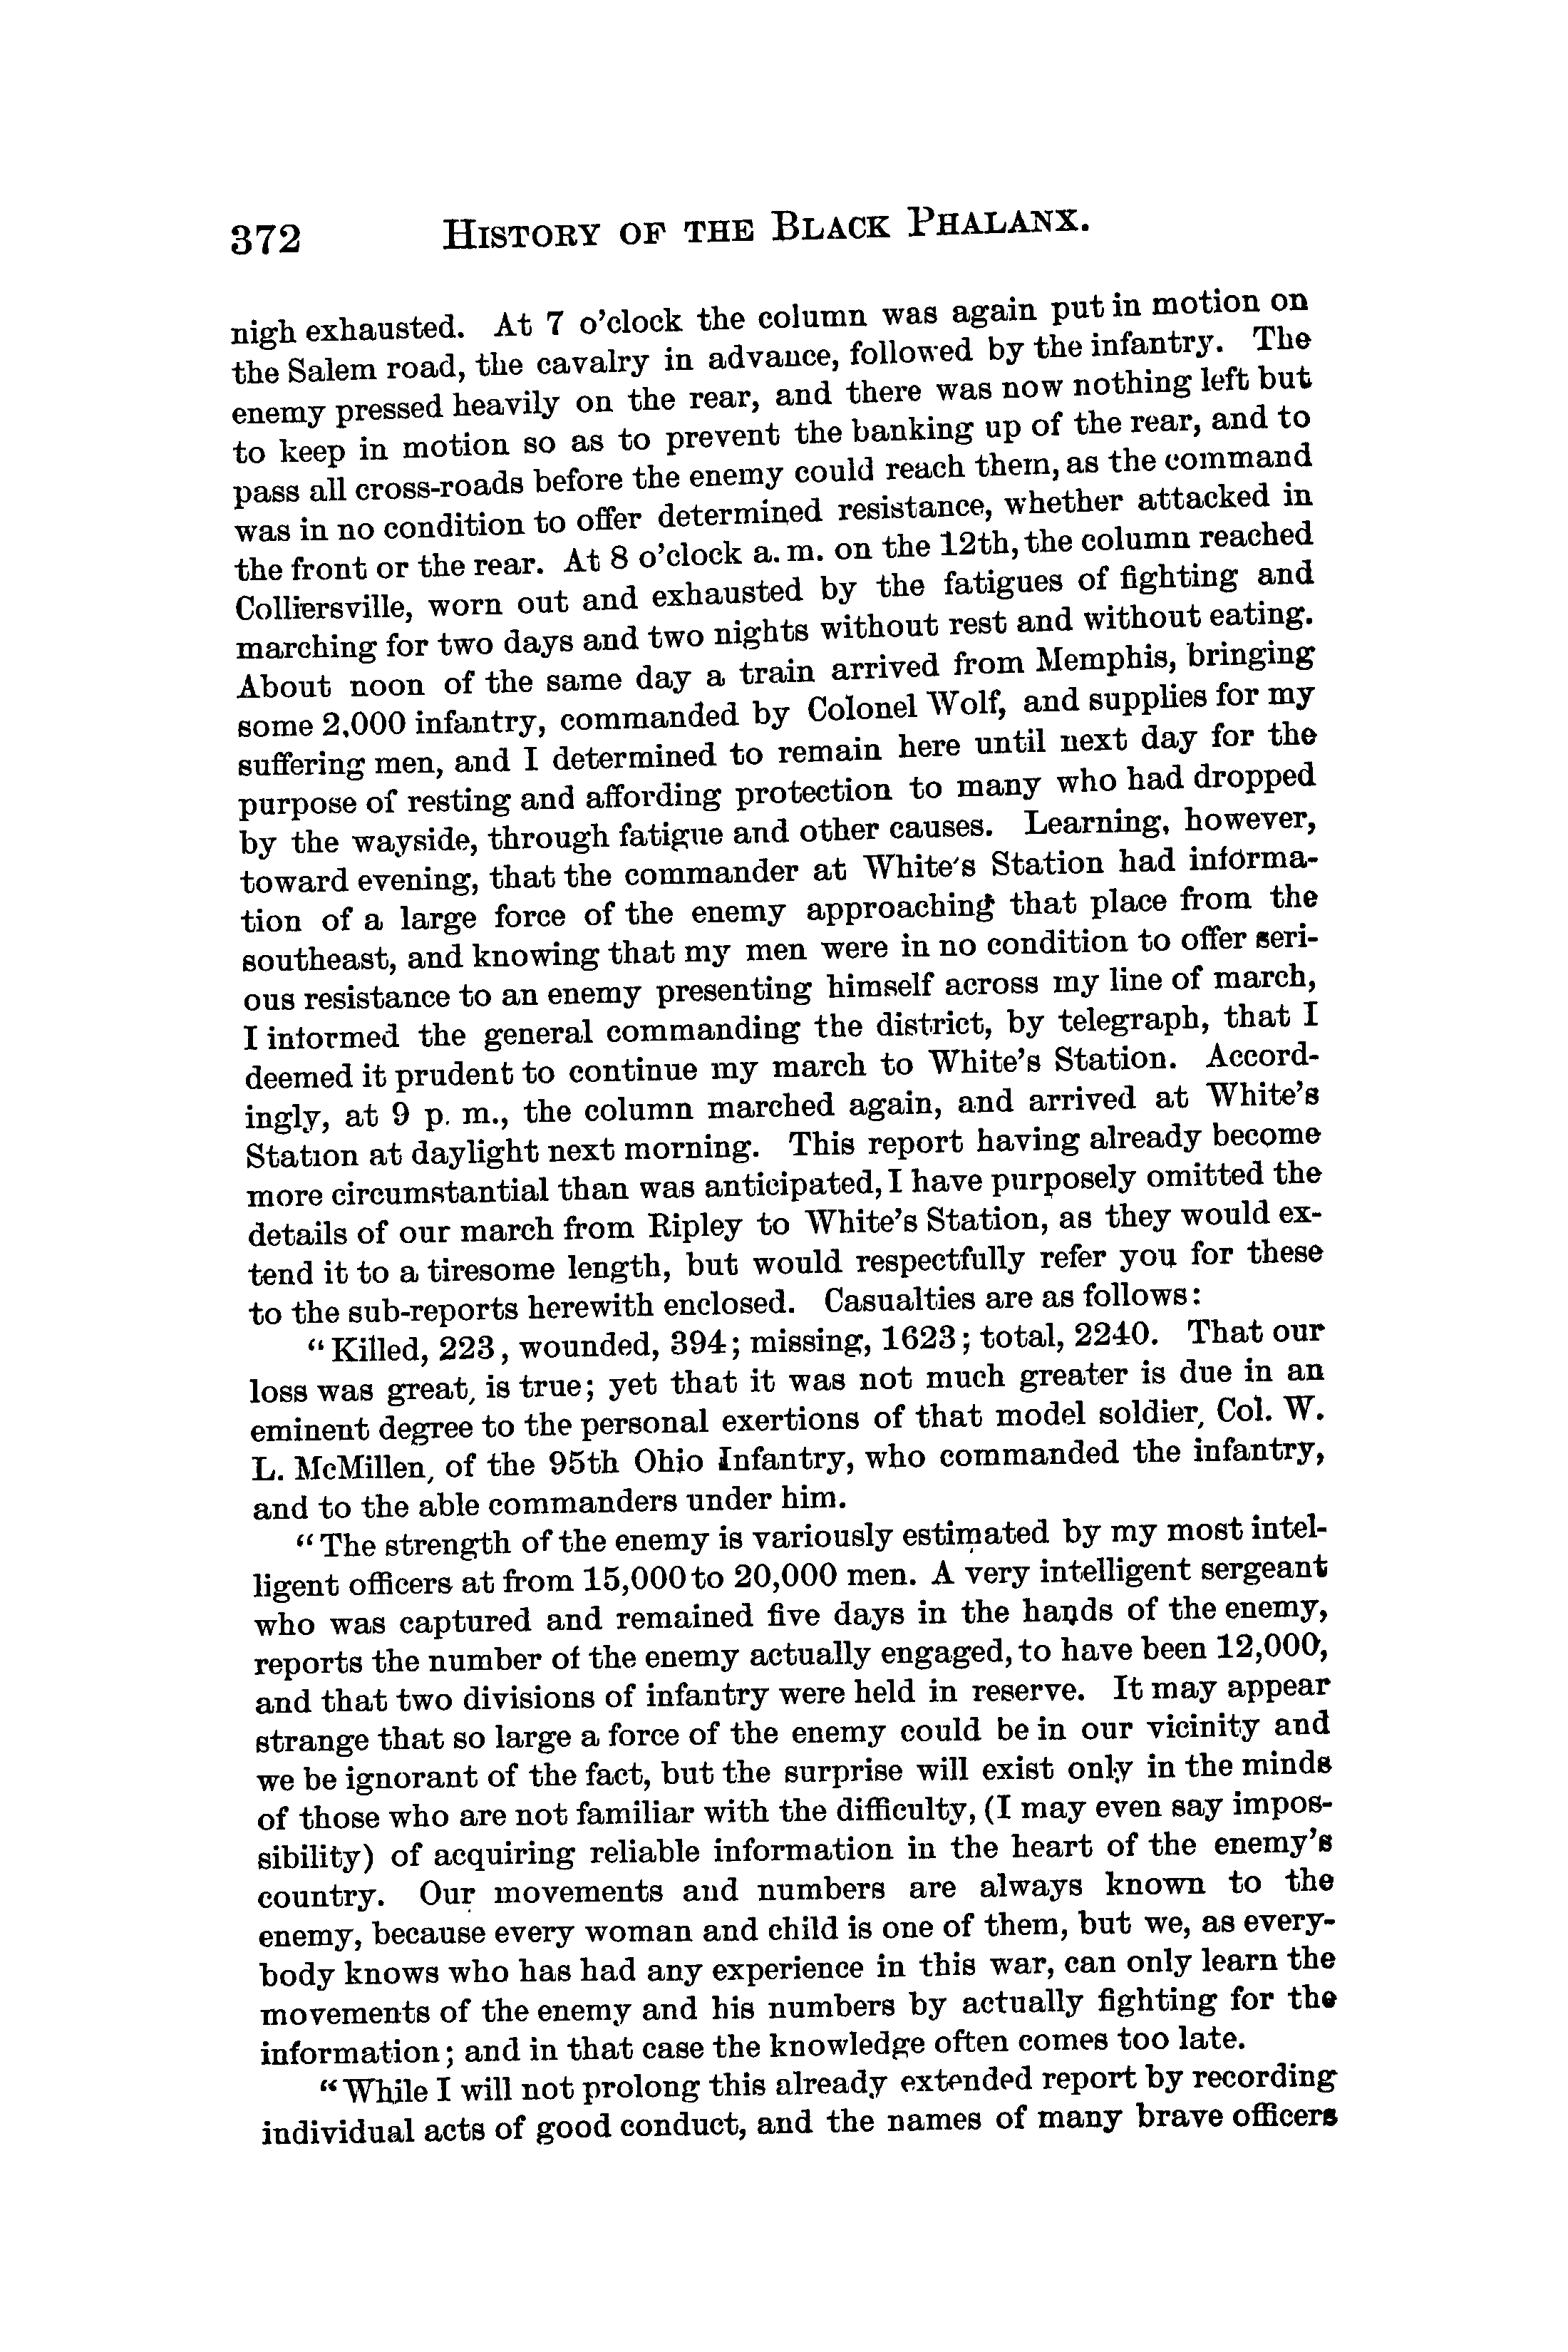 372 HISTORY OF THE BLACK PHALANX.
nigh exhausted. At 7 o'clock the column was again put in motion on
the Salem road, the cavalry in advance, followed by the infantry. The
enemy pressed heavily on the rear, and there was now nothing left but
to keep in motion so as to prevent the banking up of the rear, and to
pass all cross-roads before the enemy could reach them, as the command
was in no condition to offer determined resistance, whether attacked in
the front or the rear. At 8 o'clock a. m. on the 12th, the column reached
Colliersville, worn out and exhausted by the fatigues of fighting and
marching for two days and two nights without rest and without eating.
About noon of the same day a train arrived from Memphis, bringing
some 2,000 infantry, commanded by Colonel Wolf, and supplies for my
suffering men, and I determined to remain here until next day for the
purpose of resting and affording protection to many who had dropped
by the wayside, through fatigue and other causes. Learning, however,
toward evening, that the commander at White's Station had informa-
tion of a large force of the enemy approaching that place from the
southeast, and knowing that my men were in no condition to offer seri-
ous resistance to an enemy presenting himself across my line of march,
I informed the general commanding the district, by telegraph, that I
deemed it prudent to continue my march to White's Station. Accord-
ingly, at 9 p. m., the column marched again, and arrived at White's
Station at daylight next morning. This report having already become
more circumstantial than was anticipated, I have purposely omitted the
details of our march from Ripley to White's Station, as they would ex-
tend it to a tiresome length, but would respectfully refer you for these
to the sub-reports herewith enclosed. Casualties are as follows:
"Killed, 223, wounded, 394; missing, 1623; total, 2240. That our
loss was great, is true; yet that it was not much greater is due in an
eminent degree to the personal exertions of that model soldier, Col. W.
L. McMillen, of the 95th Ohio Infantry, who commanded the infantry,
and to the able commanders under him.
"The strength of the enemy is variously estimated by my most intel-
ligent officers at from 15,000 to 20,000 men. A very intelligent sergeant
who was captured and remained five days in the hands of the enemy,
reports the number of the enemy actually engaged, to have been 12,000,
and that two divisions of infantry were held in reserve. It may appear
strange that so large a force of the enemy could be in our vicinity and
we be ignorant of the fact, but the surprise will exist only in the minds
of those who are not familiar with the difficulty, (I may even say impos-
sibility) of acquiring reliable information in the heart of the enemy's
country. Our movements and numbers are always known to the
enemy, because every woman and child is one of them, but we, as every-
body knows who has had any experience in this war, can only learn the
movements of the enemy and his numbers by actually fighting for the
information; and in that case the knowledge often comes too late.
"While I will not prolong this already extended report by recording
individual acts of good conduct, and the names of many brave officers